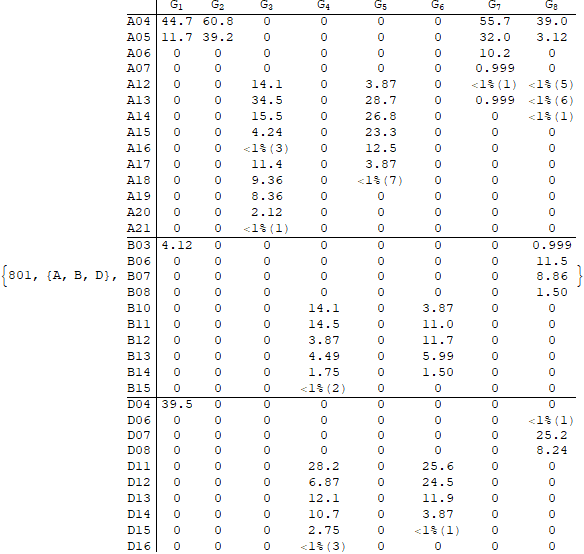 G₁ G₂ G₃ G₄ G₅ G₆ G₇ G₈
A04 44.7 60.8 0 0 0 0 55.7 39.0
A05 11.7 39.2 0 0 0 0 32.0 3.12
A06 0 0 0 0 0 0 10.2 0
A07 0 0 0 0 0 0 0.999 0
A12 0 0 14.1 0 3.87 0 <1%(1) <1%(5)
A13 0 0 34.5 0 28.7 0 0.999 <1%(6)
A14 0 0 15.5 0 26.8 0 0 <1%(1)
A15 0 0 4.24 0 23.3 0 0 0
A16 0 0 <1%(3) 0 12.5 0 0 0
A17 0 0 11.4 0 3.87 0 0 0
A18 0 0 9.36 0 <1%(7) 0 0 0
A19 0 0 8.36 0 0 0 0 0
A20 0 0 2.12 0 0 0 0 0
A21 0 0 <1%(1) 0 0 0 0 0
B03 4.12 0 0 0 0 0 0 0.999
B06 0 0 0 0 0 0 0 11.5
{801, {A, B, D}, B07 0 0 0 0 0 0 0 8.86 }
B08 0 0 0 0 0 0 0 1.50
B10 0 0 0 14.1 0 3.87 0 0
B11 0 0 0 14.5 0 11.0 0 0
B12 0 0 0 3.87 0 11.7 0 0
B13 0 0 0 4.49 0 5.99 0 0
B14 0 0 0 1.75 0 1.50 0 0
B15 0 0 0 <1%(2) 0 0 0 0
D04 39.5 0 0 0 0 0 0 0
D06 0 0 0 0 0 0 0 <1%(1)
D07 0 0 0 0 0 0 0 25.2
D08 0 0 0 0 0 0 0 8.24
D11 0 0 0 28.2 0 25.6 0 0
D12 0 0 0 6.87 0 24.5 0 0
D13 0 0 0 12.1 0 11.9 0 0
D14 0 0 0 10.7 0 3.87 0 0
D15 0 0 0 2.75 0 <1%(1) 0 0
D16 0 0 0 <1%(3) 0 0 0 0